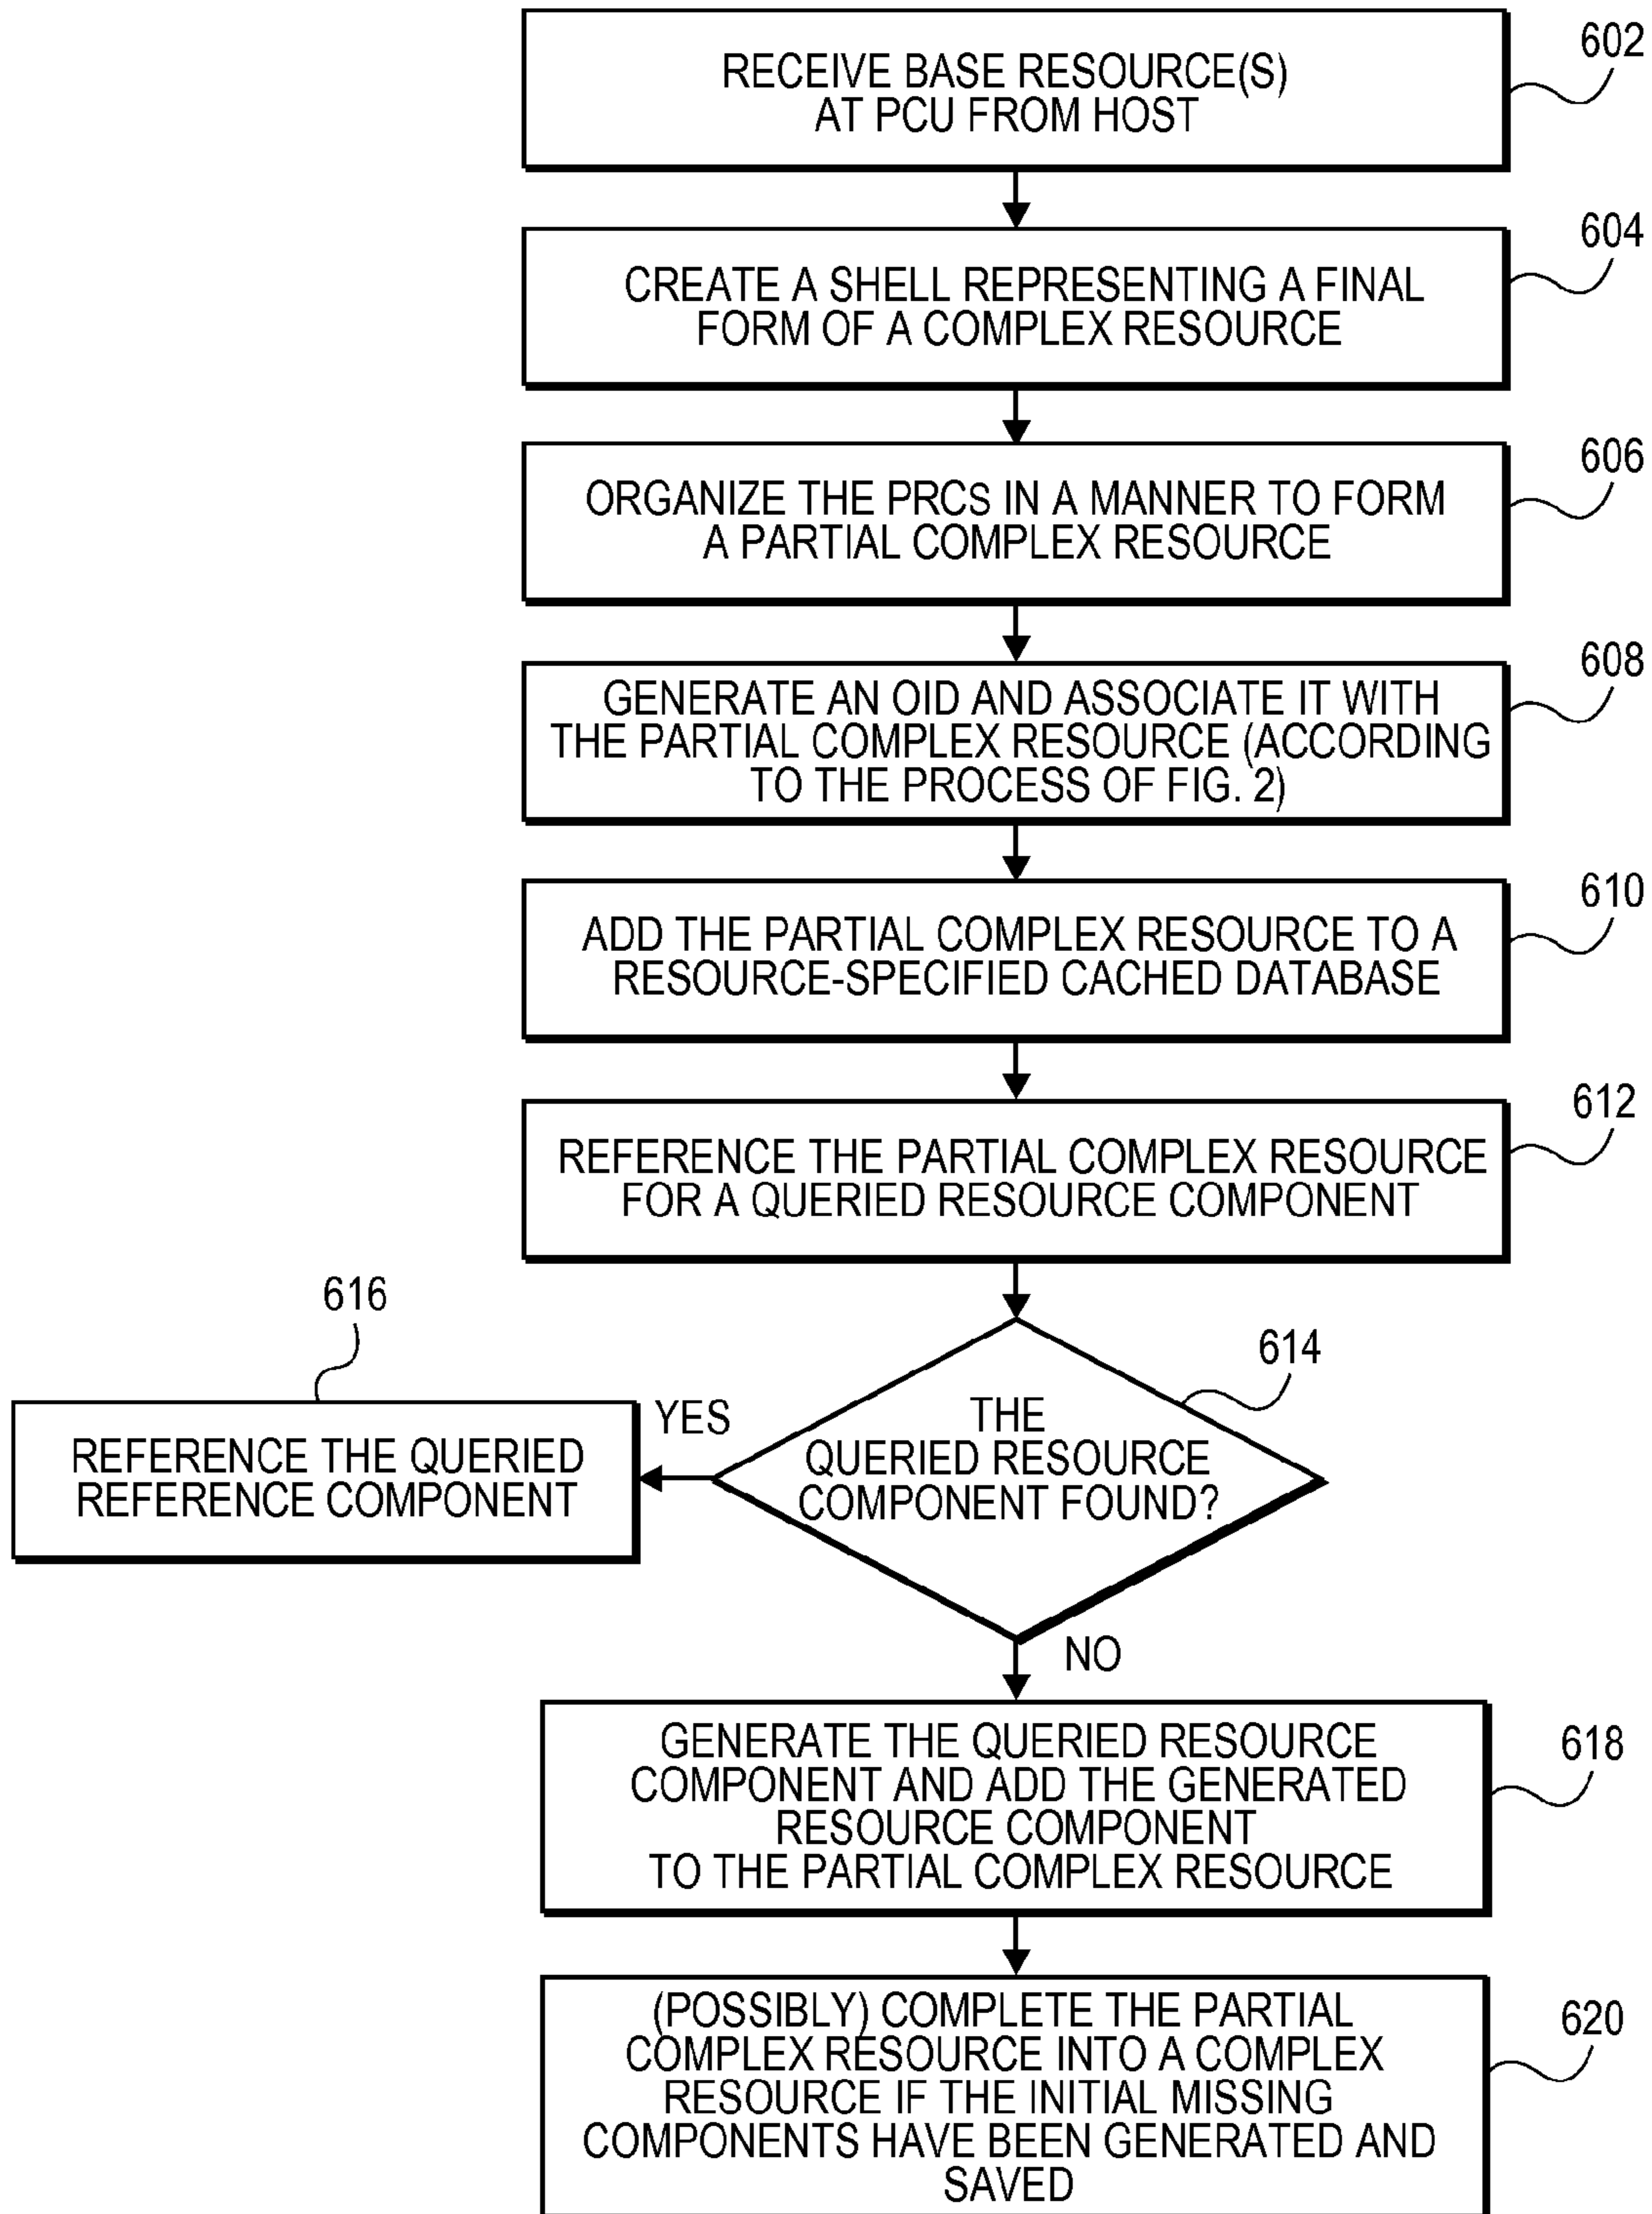 RECEIVE BASE RESOURCE(S)
AT PCU FROM HOST
602
CREATE A SHELL REPRESENTING A FINAL
FORM OF A COMPLEX RESOURCE
604
ORGANIZE THE PRCs IN A MANNER TO FORM
A PARTIAL COMPLEX RESOURCE
606
GENERATE AN OID AND ASSOCIATE IT WITH
THE PARTIAL COMPLEX RESOURCE (ACCORDING
TO THE PROCESS OF FIG. 2)
608
ADD THE PARTIAL COMPLEX RESOURCE TO A
RESOURCE-SPECIFIED CACHED DATABASE
610
REFERENCE THE PARTIAL COMPLEX RESOURCE
FOR A QUERIED RESOURCE COMPONENT
612
THE
QUERIED RESOURCE
COMPONENT FOUND?
614
YES
REFERENCE THE QUERIED
REFERENCE COMPONENT
616
NO
GENERATE THE QUERIED RESOURCE
COMPONENT AND ADD THE GENERATED
RESOURCE COMPONENT
TO THE PARTIAL COMPLEX RESOURCE
618
(POSSIBLY) COMPLETE THE PARTIAL
COMPLEX RESOURCE INTO A COMPLEX
RESOURCE IF THE INITIAL MISSING
COMPONENTS HAVE BEEN GENERATED AND
SAVED
620